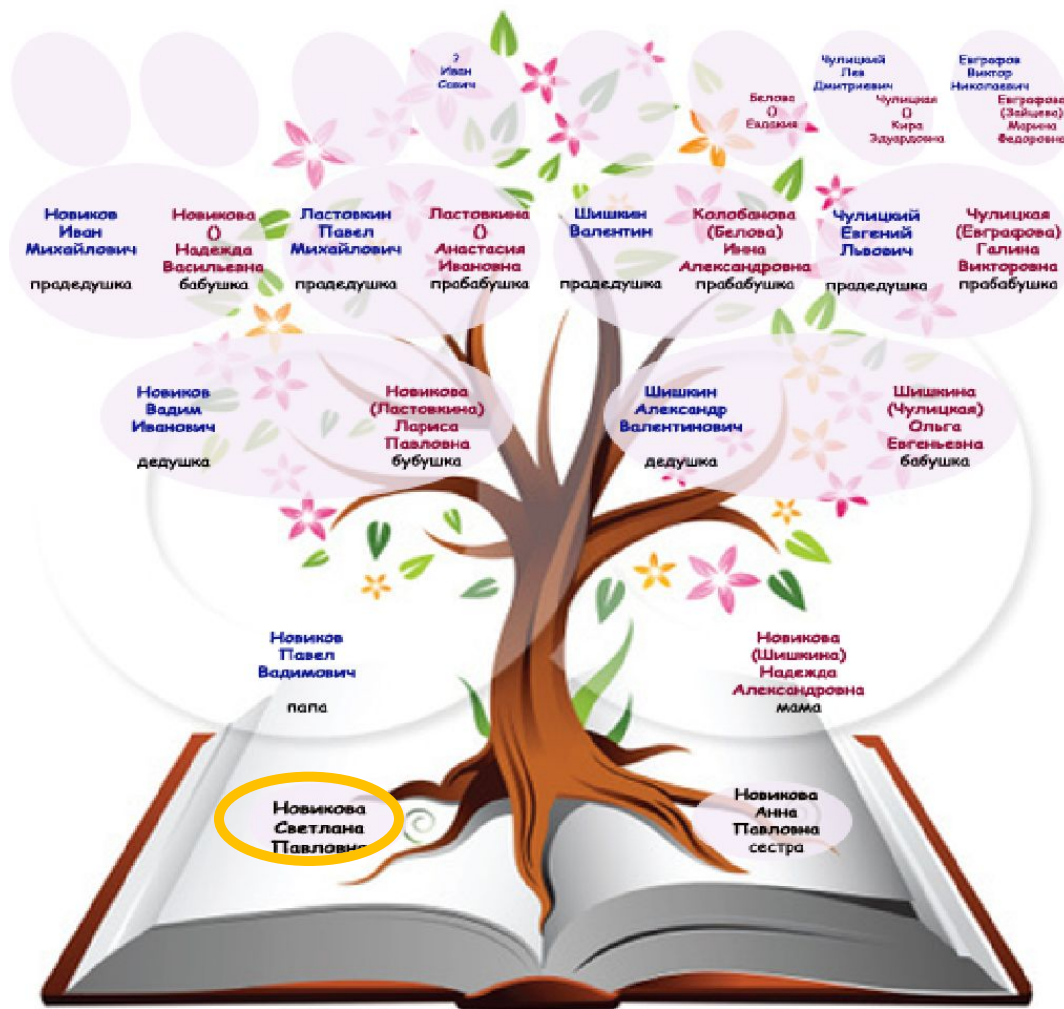 ?
Иван
Савич
Белова
()
Евдакия
Чулицкий
Лев
Дмитриевич
Чулицкая
()
Кира
Эдуардовна
Евграфов
Виктор
Николаевич
Евграфова
(Зайцева)
Марина
Федоровна
Новиков
Иван
Михайлович
прадедушка
Новикова
()
Надежда
Васильевна
бабушка
Ластовкин
Павел
Михайлович
прадедушка
Ластовкина
()
Анастасия
Ивановна
прабабушка
Шишкин
Валентин
прадедушка
Колобанова
(Белова)
Инна
Александровна
прабабушка
Чулицкий
Евгений
Львович
прадедушка
Чулицкая
(Евграфова)
Галина
Викторовна
прабабушка
Новиков
Вадим
Иванович
дедушка
Новикова
(Ластовкина)
Лариса
Павловна
бубушка
Шишкин
Александр
Валентинович
дедушка
Шишкина
(Чулицкая)
Ольга
Евгеньевна
бабушка
Новиков
Павел
Вадимович
папа
Новикова
(Шишкина)
Надежда
Александровна
мама
Новикова
Светлана
Павловна
Новикова
Анна
Павловна
сестра